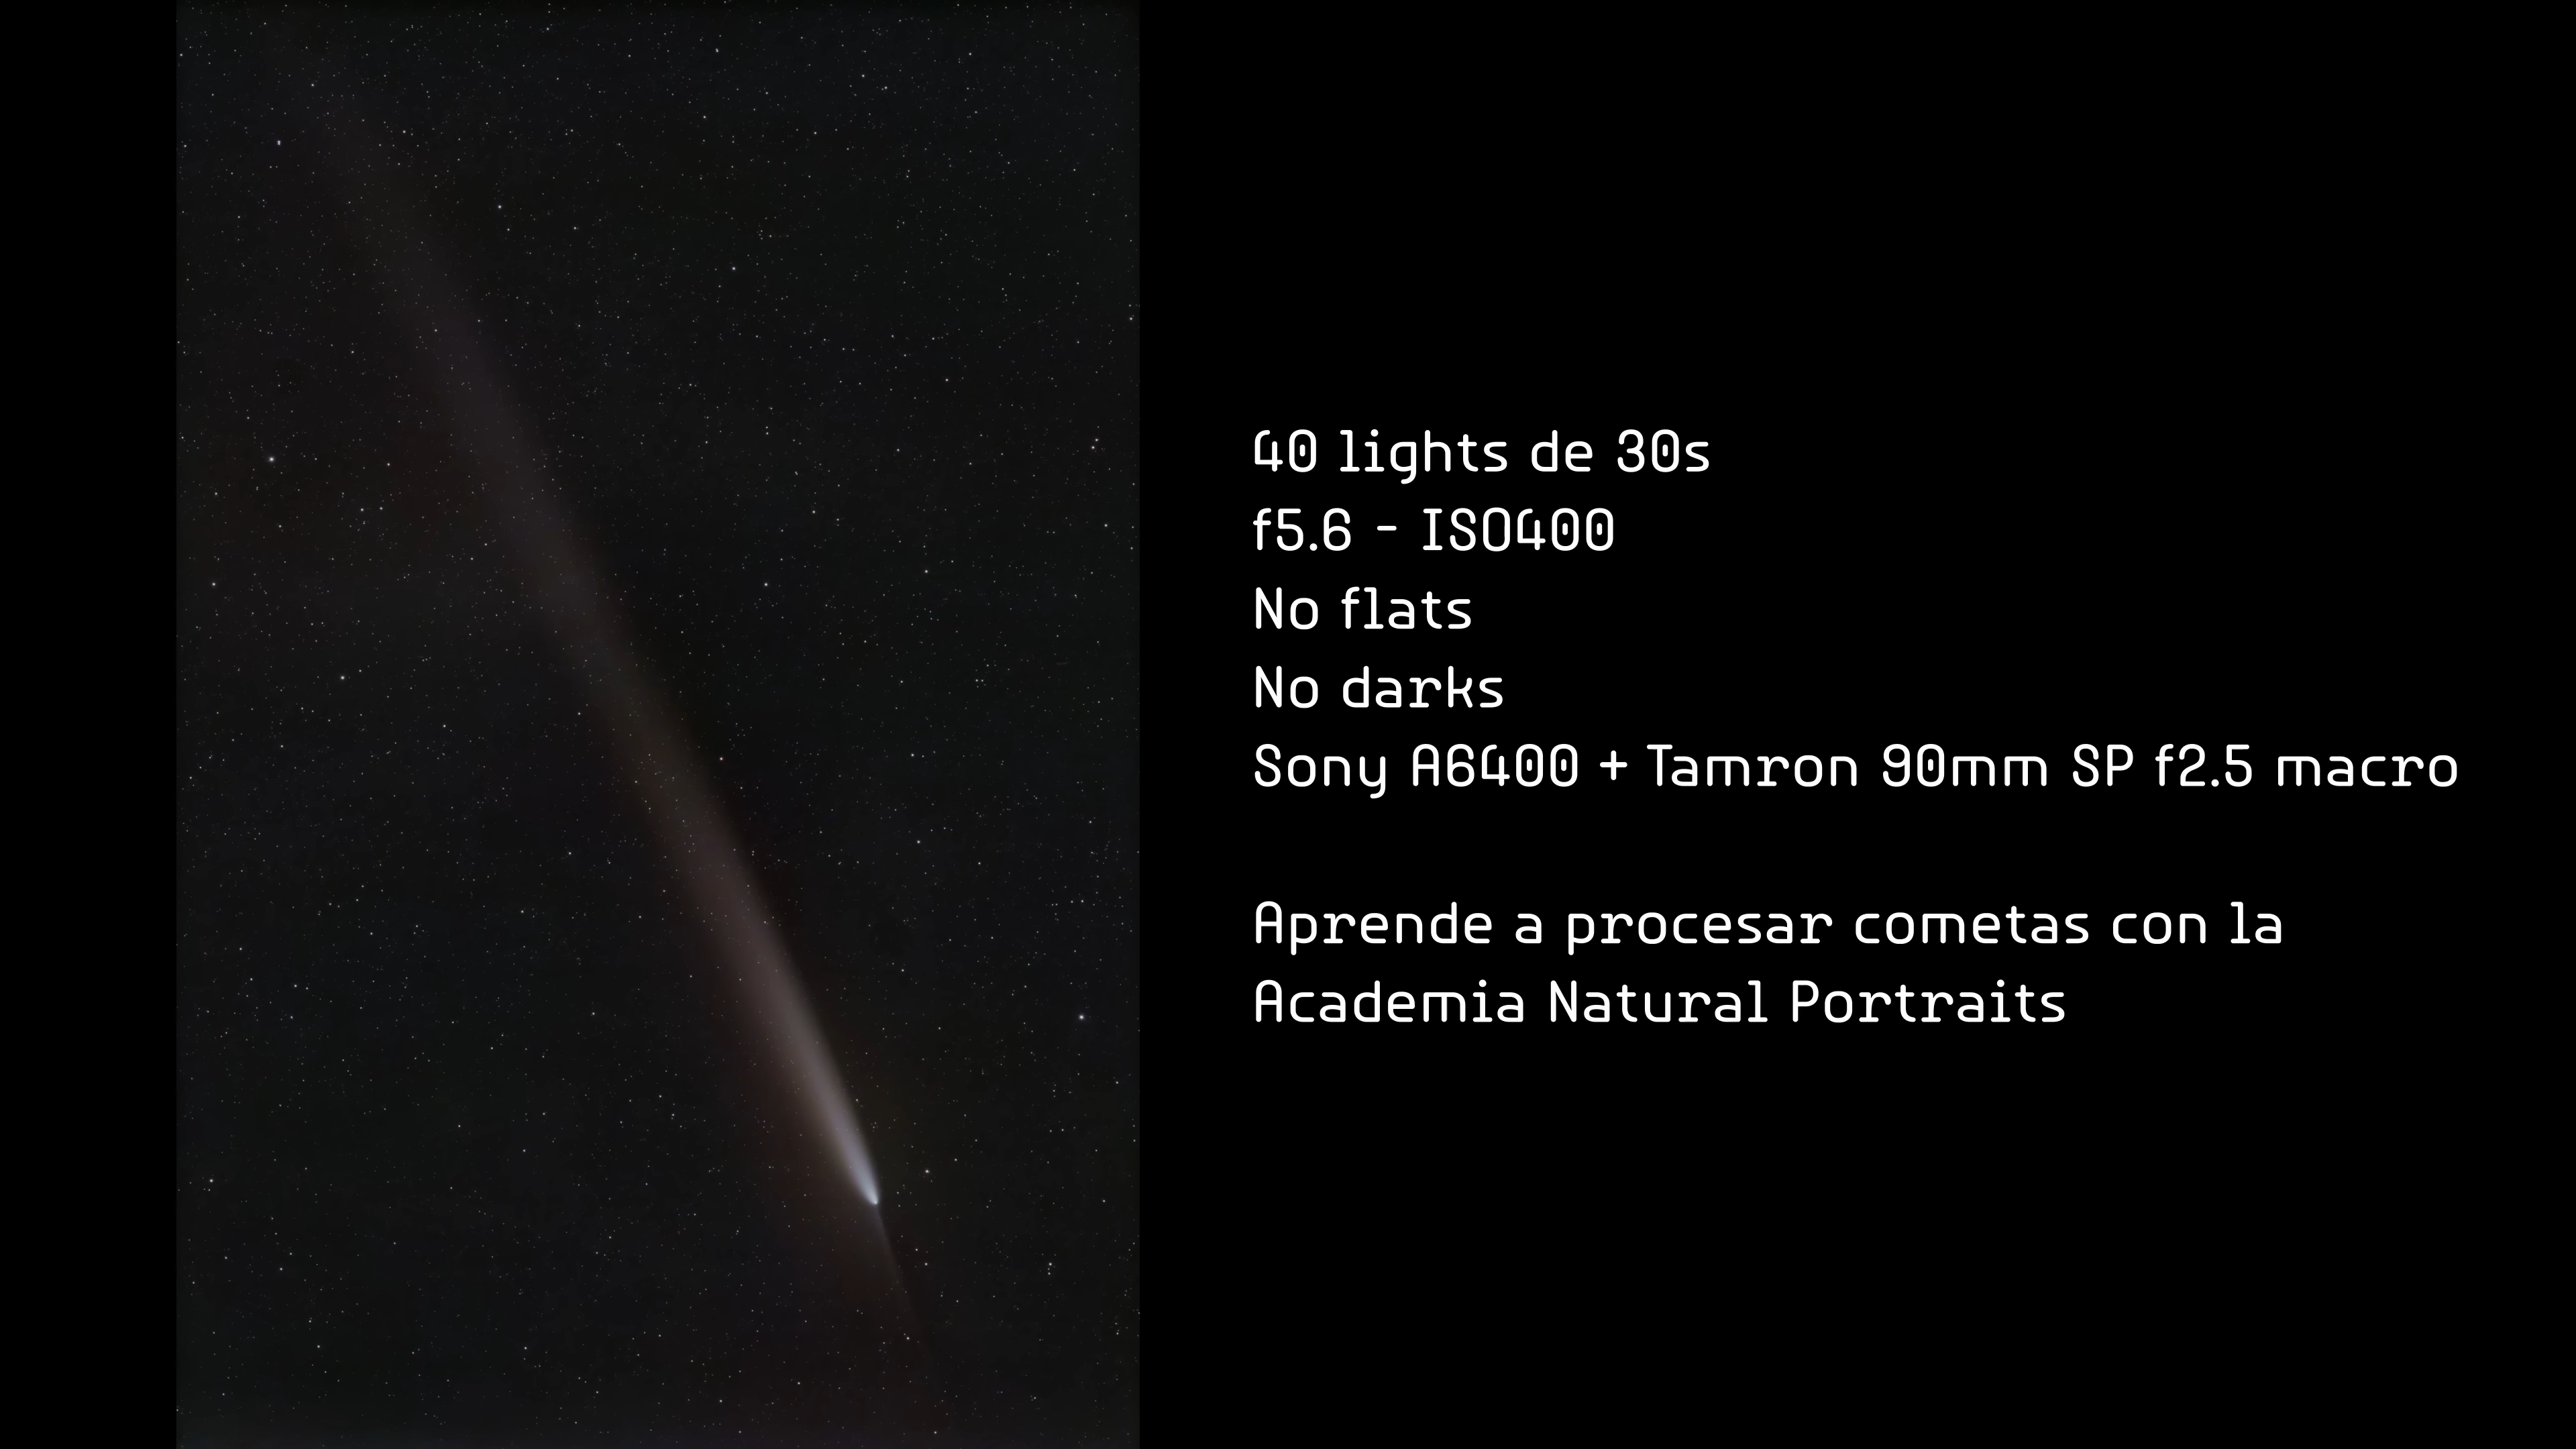 40 lights de 30s
f5.6 - ISO400
No flats
No darks
Sony A6400 + Tamron 90mm SP f2.5 macro
Aprende a procesar cometas con la
Academia Natural Portraits